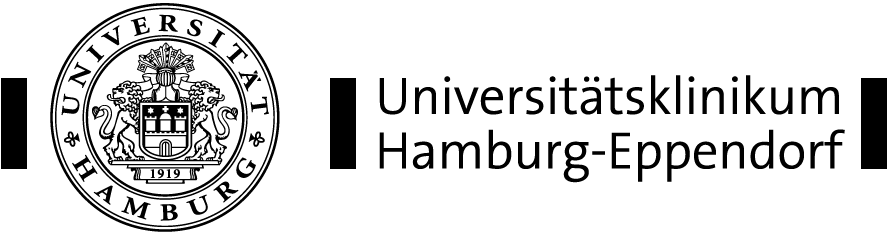 UNIVERSITÄT
HAMBURG
1919
Universitätsklinikum
Hamburg-Eppendorf